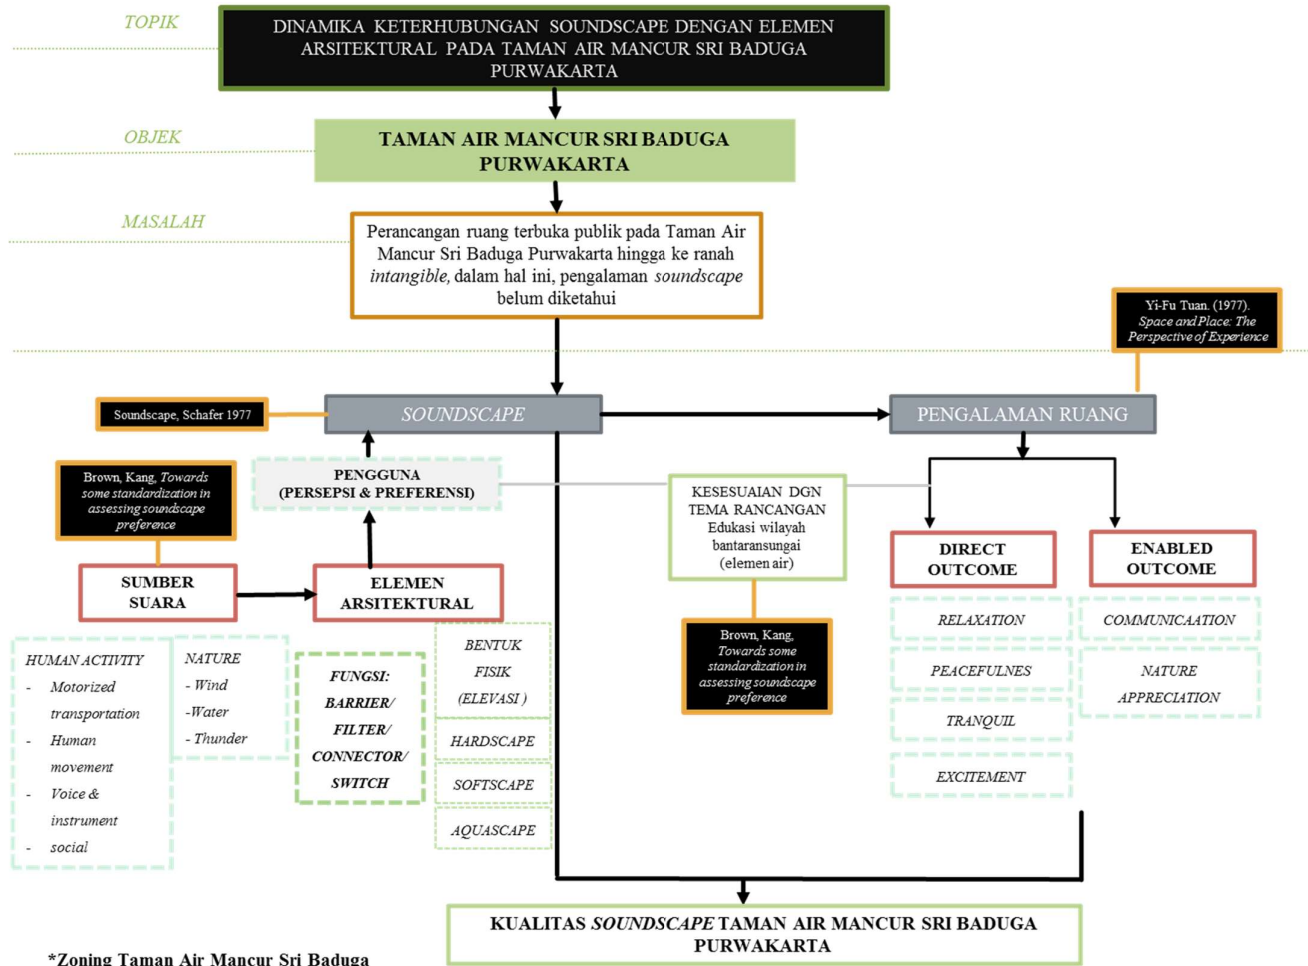 TOPIK
DINAMIKA KETERHUBUNGAN SOUNDSCAPE DENGAN ELEMEN
ARSITEKTURAL PADA TAMAN AIR MANCUR SRI BADUGA
PURWAKARTA
OBJEK
TAMAN AIR MANCUR SRI BADUGA
PURWAKARTA
MASALAH
Perancangan ruang terbuka publik pada Taman Air
Mancur Sri Baduga Purwakarta hingga ke ranah
intangible, dalam hal ini, pengalaman soundscape
belum diketahui
Yi-Fu Tuan. (1977).
Space and Place: The
Perspective of Experience
Soundscape, Schafer 1977
SOUNDSCAPE
PENGALAMAN RUANG
Brown, Kang, Towards
some standardization in
assessing soundscape
preference
PENGGUNA
(PERSEPSI & PREFERENSI)
KESESUAIAN DGN
TEMA RANCANGAN
Edukasi wilayah
bantaransungai
(elemen air)
SUMBER
SUARA
ELEMEN
ARSITEKTURAL
DIRECT
OUTCOME
ENABLED
OUTCOME
HUMAN ACTIVITY
- Motorized
transportation
- Human
movement
- Voice &
instrument
- social
NATURE
- Wind
-Water
- Thunder
FUNGSI:
BARRIER/
FILTER/
CONNECTOR/
SWITCH
BENTUK
FISIK
(ELEVASI )
HARDSCAPE
SOFTSCAPE
AQUASCAPE
Brown, Kang,
Towards some
standardization in
assessing soundscape
preference
RELAXATION
PEACEFULNES
TRANQUIL
EXCITEMENT
COMMUNICAATION
NATURE
APPRECIATION
KUALITAS SOUNDSCAPE TAMAN AIR MANCUR SRI BADUGA
PURWAKARTA
*Zoning Taman Air Mancur Sri Baduga